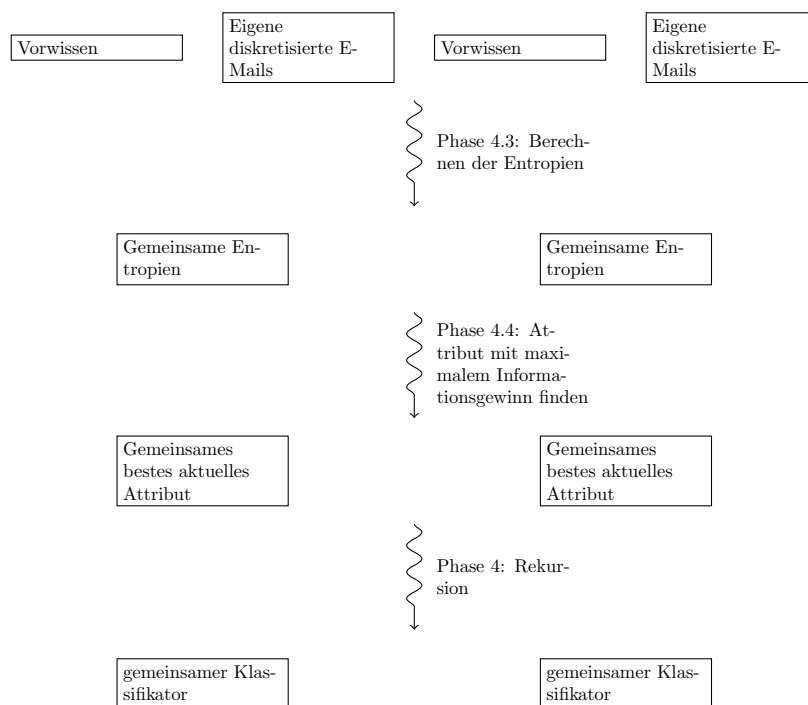 Vorwissen
Eigene
diskretisierte E-
Mails
Vorwissen
Eigene
diskretisierte E-
Mails
Phase 4.3: Berech-
nen der Entropien
Gemeinsame En-
tropien
Gemeinsame En-
tropien
Phase 4.4: At-
tribut mit maxi-
malem Informa-
tionsgewinn finden
Gemeinsames
bestes aktuelles
Attribut
Gemeinsames
bestes aktuelles
Attribut
Phase 4: Rekur-
sion
gemeinsamer Klas-
sifikator
gemeinsamer Klas-
sifikator